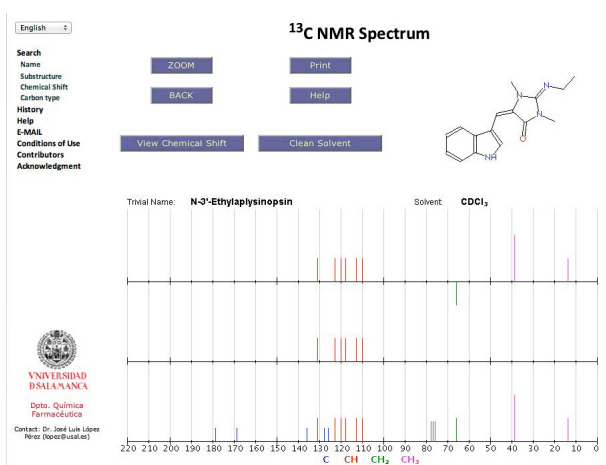 English
13C NMR Spectrum
Search
Name
Substructure
Chemical Shift
Carbon type
History
Help
E-MAIL
Conditions of Use
Contributors
Acknowledgment
ZOOM
Print
BACK
Help
View Chemical Shift
Clean Solvent
N
N
N
O
NH
Trivial Name: N-3'-Ethylaplysinopsin Solvent: CDCl3
VNIVERSIDAD
D SALAMANCA
Dpto. Química
Farmacéutica
Contact: Dr. José Luis López
Pérez (lopez@usal.es)
220 210 200 190 180 170 160 150 140 130 120 110 100 90 80 70 60 50 40 30 20 10 0
C CH CH2 CH3